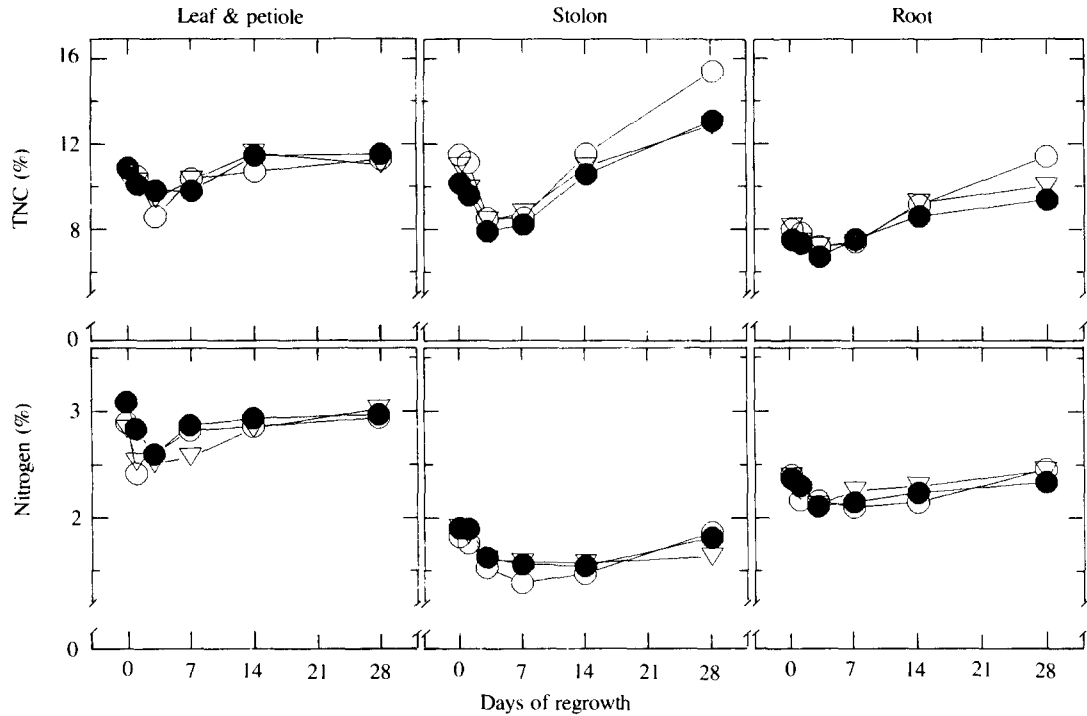 Leaf & petiole
Stolon
Root
TNC (%)
16
12
8
0
Nitrogen (%)
3
2
0
0 7 14 21 28
0 7 14 21 28
0 7 14 21 28
Days of regrowth